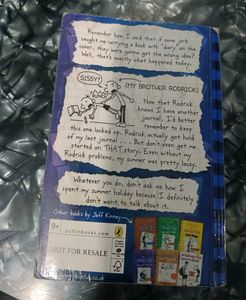 Remember how I said that if some jerk
caught me carrying a book with "diary" on the
cover, they were gonna get the wrong idea?
Well, that's exactly what happened today.
SISSY!
(MY BROTHER RODRICK)
Now that Rodrick
knows I have another
journal, I'd better
remember to keep
this one locked up. Rodrick actually got hold
of my last journal . . . But don't even get me
started on THAT story. Even without my
Rodrick problems, my summer was pretty lousy.
Whatever you do, don't ask me how I
spent my summer holiday because I definitely
don't want to talk about it.
Other books by Jeff Kinney
9+
puffinbooks.com
NOT FOR RESALE